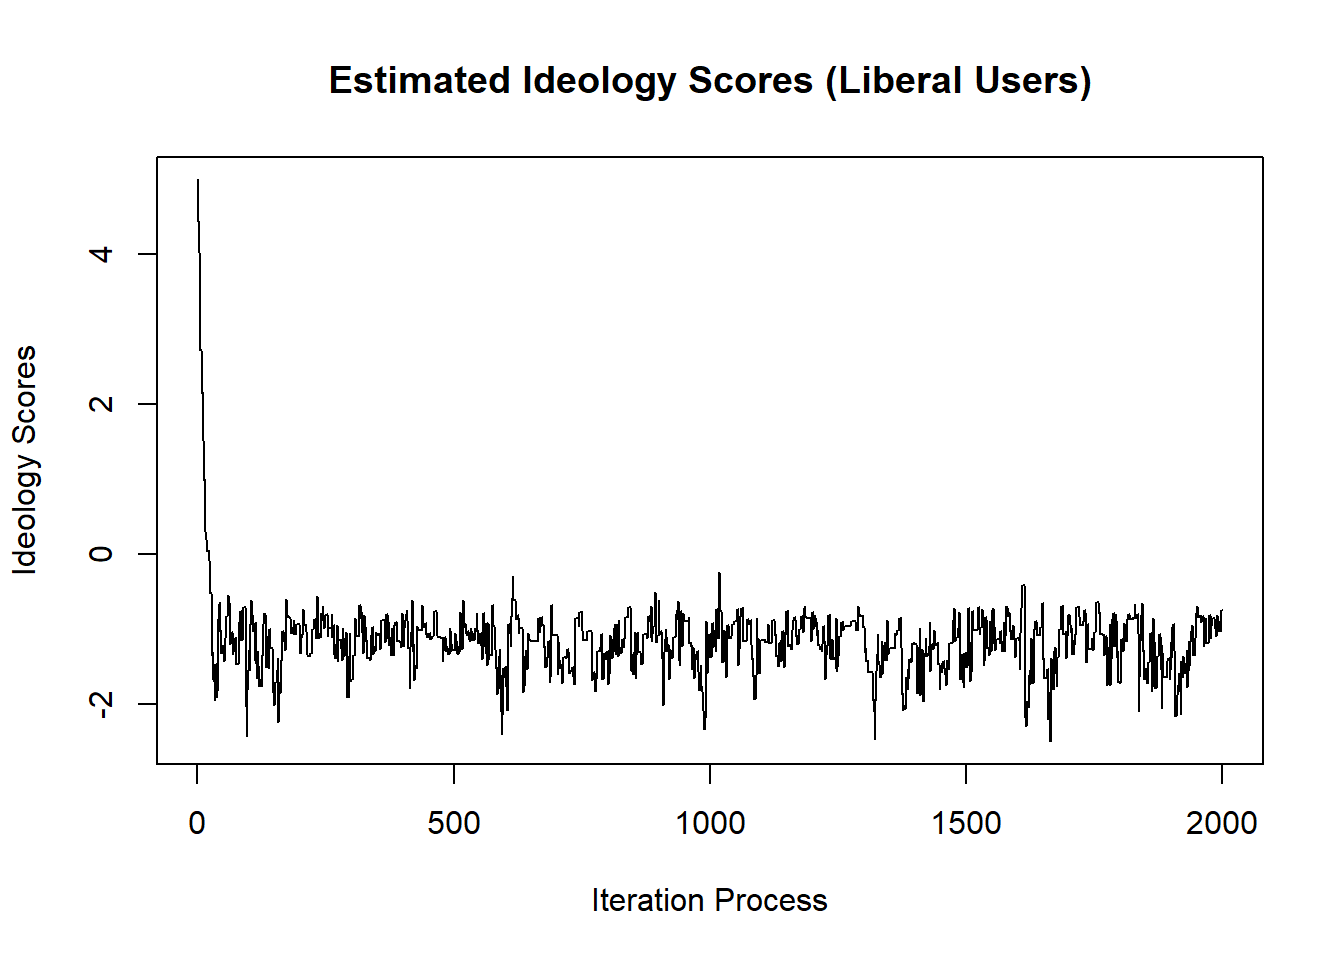 Estimated Ideology Scores (Liberal Users)
4
2
0
-2
Ideology Scores
0 500 1000 1500 2000
Iteration Process